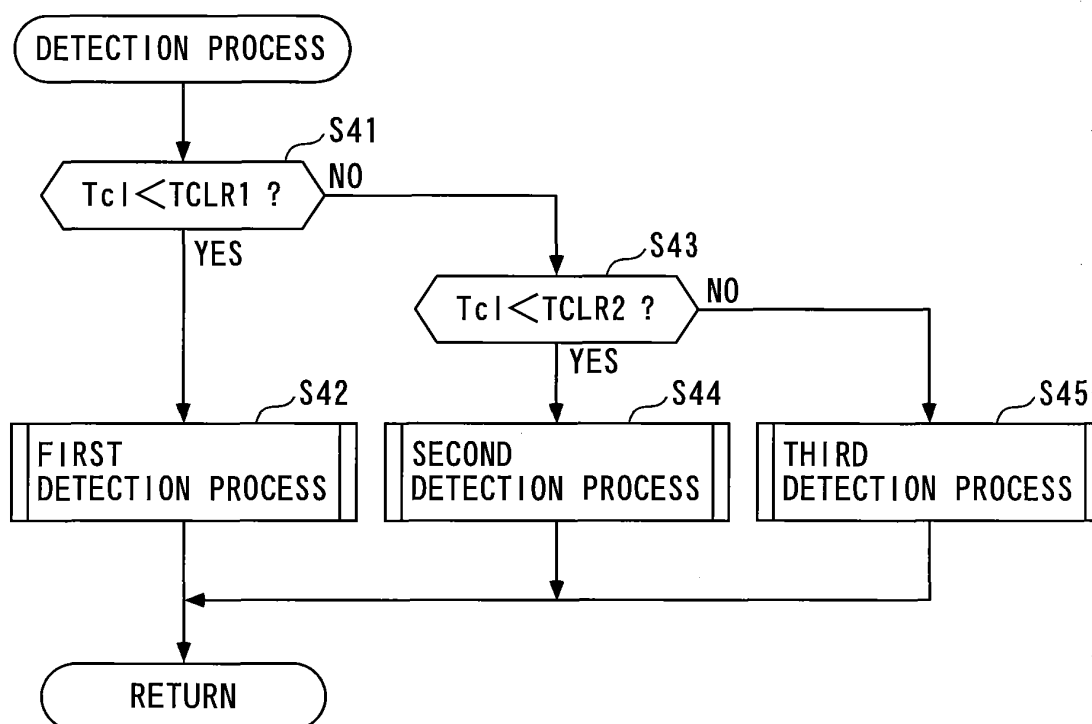 DETECTION PROCESS
S41
Tcl<TCLR1 ?
NO
YES
S43
Tcl<TCLR2 ?
NO
YES
S42
FIRST
DETECTION PROCESS
S44
SECOND
DETECTION PROCESS
S45
THIRD
DETECTION PROCESS
RETURN